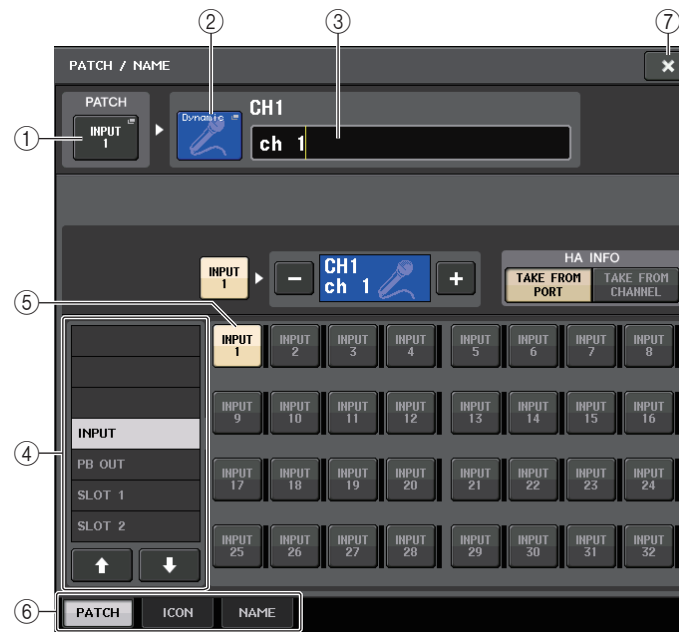 ② ③ ⑦
PATCH / NAME
PATCH
① INPUT 1
Dynamic
CH1
ch 1
INPUT 1
CH1
ch 1
HA INFO
TAKE FROM PORT
TAKE FROM CHANNEL
⑤
④
INPUT
PB OUT
SLOT 1
SLOT 2
INPUT 1 INPUT 2 INPUT 3 INPUT 4 INPUT 5 INPUT 6 INPUT 7 INPUT 8
INPUT 9 INPUT 10 INPUT 11 INPUT 12 INPUT 13 INPUT 14 INPUT 15 INPUT 16
INPUT 17 INPUT 18 INPUT 19 INPUT 20 INPUT 21 INPUT 22 INPUT 23 INPUT 24
INPUT 25 INPUT 26 INPUT 27 INPUT 28 INPUT 29 INPUT 30 INPUT 31 INPUT 32
⑥ PATCH ICON NAME